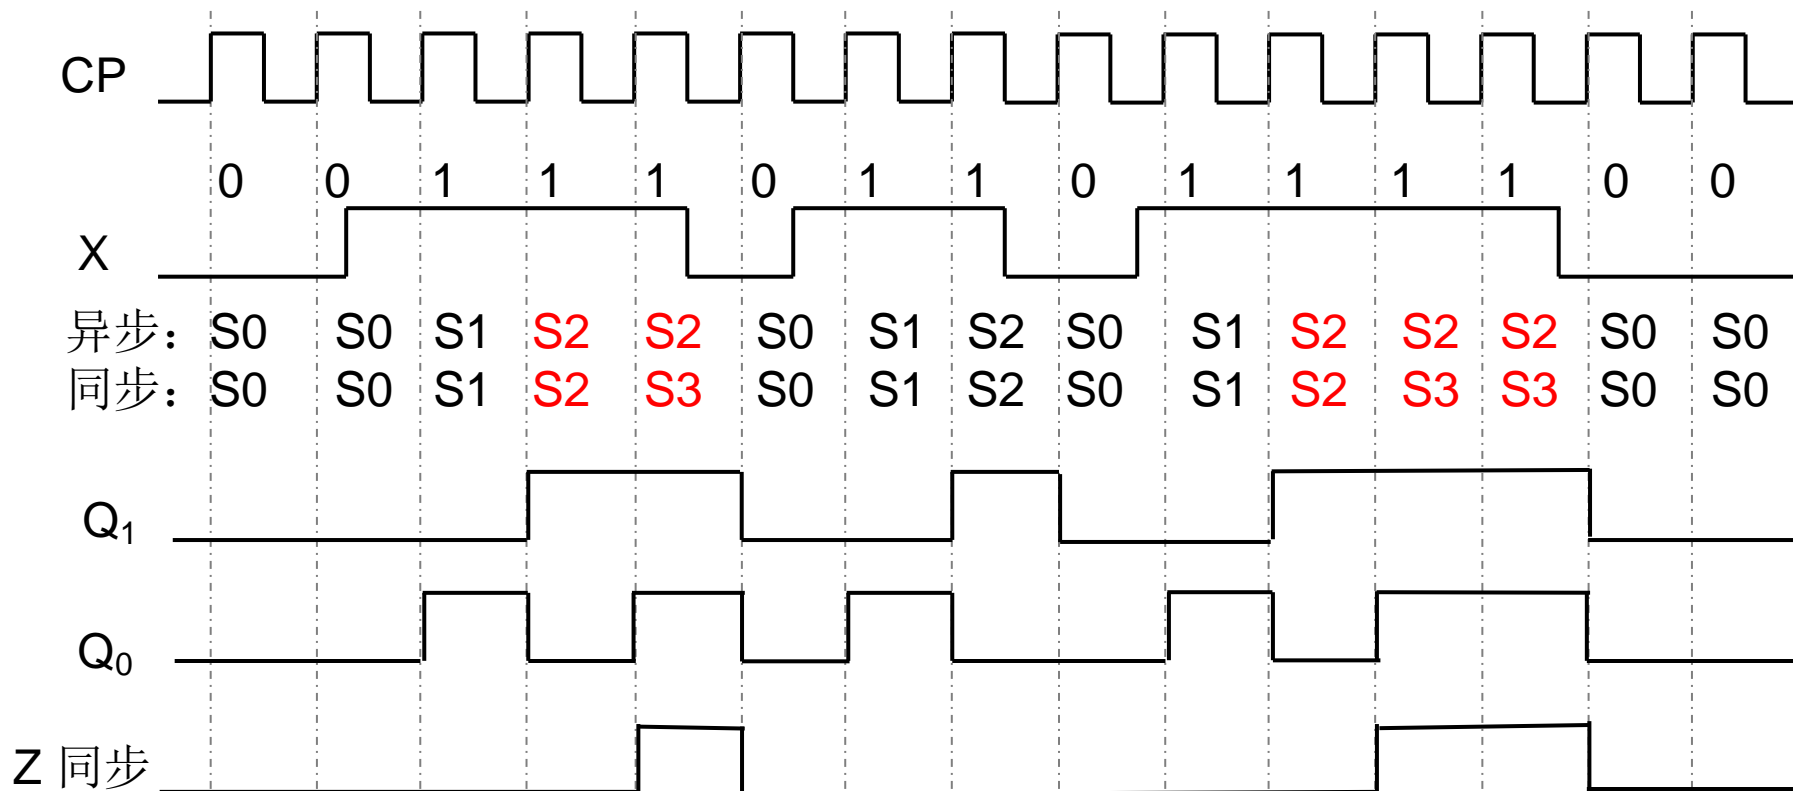 CP
0 0 1 1 1 0 1 1 0 1 1 1 1 0 0
X
异步：S0 S0 S1 S2 S2 S0 S1 S2 S0 S1 S2 S2 S2 S0 S0
同步：S0 S0 S1 S2 S3 S0 S1 S2 S0 S1 S2 S3 S3 S0 S0
Q₁
Q₀
Z 同步